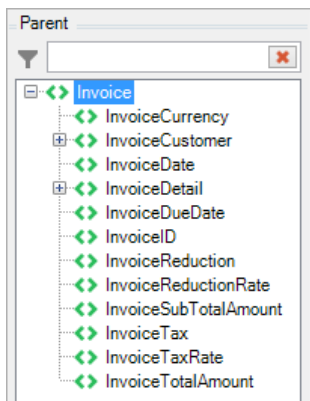 Parent
Invoice
InvoiceCurrency
InvoiceCustomer
InvoiceDate
InvoiceDetail
InvoiceDueDate
InvoiceID
InvoiceReduction
InvoiceReductionRate
InvoiceSubTotalAmount
InvoiceTax
InvoiceTaxRate
InvoiceTotalAmount